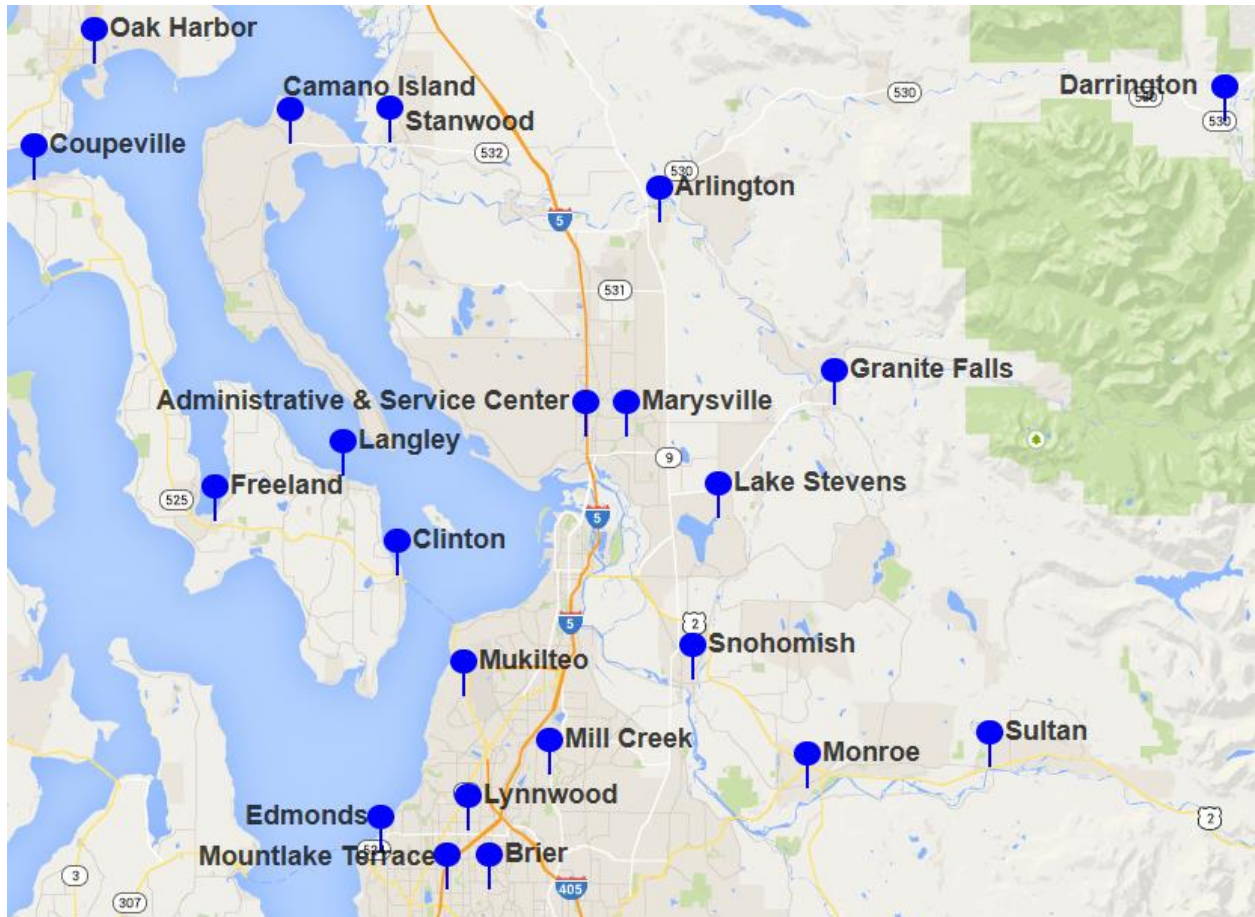 Oak Harbor
Camano Island
Darrington
530
530
Stanwood
530
Coupeville
532
530
Arlington
5
531
Granite Falls
Administrative & Service Center
Marysville
Langley
9
Freeland
Lake Stevens
525
5
Clinton
5
2
Snohomish
Mukilteo
Sultan
Mill Creek
Monroe
Lynnwood
Edmonds
2
Mountlake Terrace
Brier
3
405
307